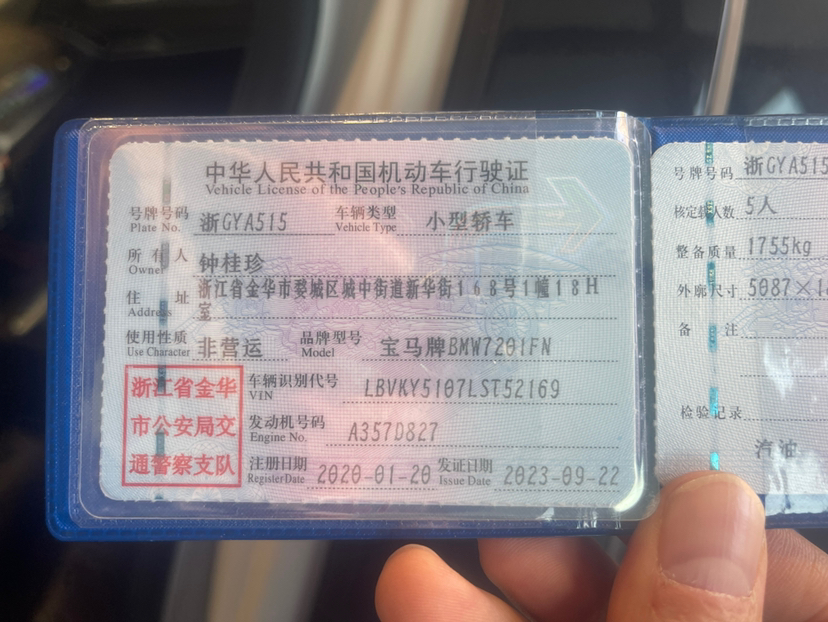 中华人民共和国机动车行驶证
Vehicle License of the People's Republic of China
号牌号码 浙GYA515 车辆类型 小型轿车
Plate No. Vehicle Type
所有人 钟桂珍
Owner
住址 浙江省金华市婺城区城中街道新华街168号1幢18H
Address 室
使用性质 非营运 品牌型号 宝马牌BMW7201FN
Use Character Model
浙江省金华
市公安局交
通警察支队
车辆识别代号 LBVKY5107LST52169
VIN
发动机号码 A357D827
Engine No.
注册日期 2020-01-20 发证日期 2023-09-22
Register Date Issue Date
号牌号码 浙GYA515
核定载人数 5人
整备质量 1755kg
外廓尺寸 5087×
备注
检验记录
汽油